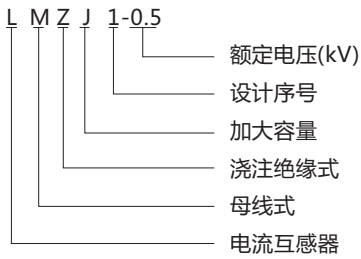 L M Z J 1-0.5
额定电压(kV)
设计序号
加大容量
浇注绝缘式
母线式
电流互感器